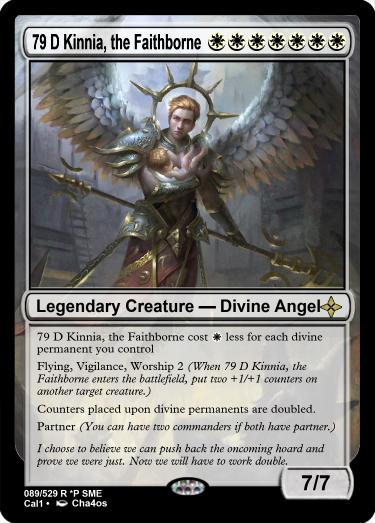 79 D Kinnia, the Faithborne
Legendary Creature — Divine Angel
79 D Kinnia, the Faithborne cost less for each divine
permanent you control
Flying, Vigilance, Worship 2 (When 79 D Kinnia, the
Faithborne enters the battlefield, put two +1/+1 counters on
another target creature.)
Counters placed upon divine permanents are doubled.
Partner (You can have two commanders if both have partner.)
I choose to believe we can push back the oncoming hoard and
prove we were just. Now we will have to work double.
7/7
089/529 R *P SME
Cal1 • Cha4os